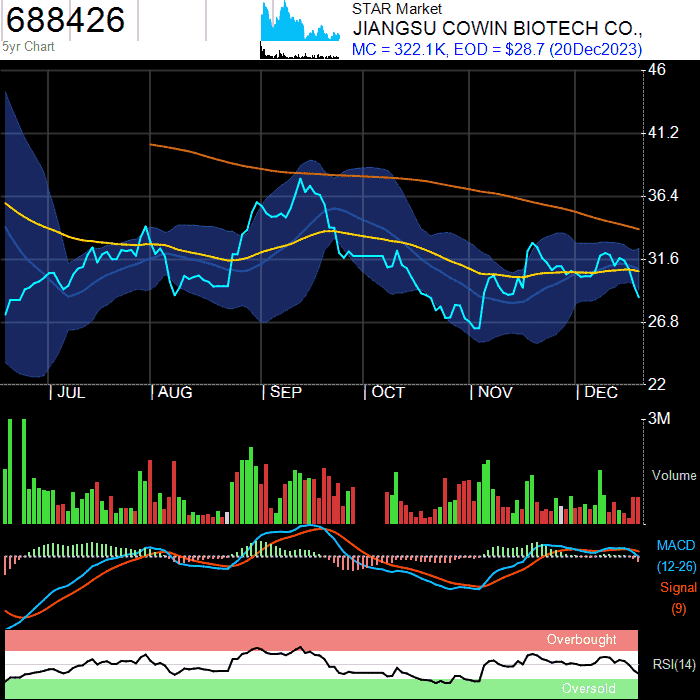 688426
5yr Chart
STAR Market
JIANGSU COWIN BIOTECH CO.,
MC = 322.1K, EOD = $28.7 (20Dec2023)
46
41.2
36.4
31.6
26.8
22
JUL
AUG
SEP
OCT
NOV
DEC
3M
Volume
MACD
(12-26)
Signal
(9)
Overbought
RSI(14)
Oversold